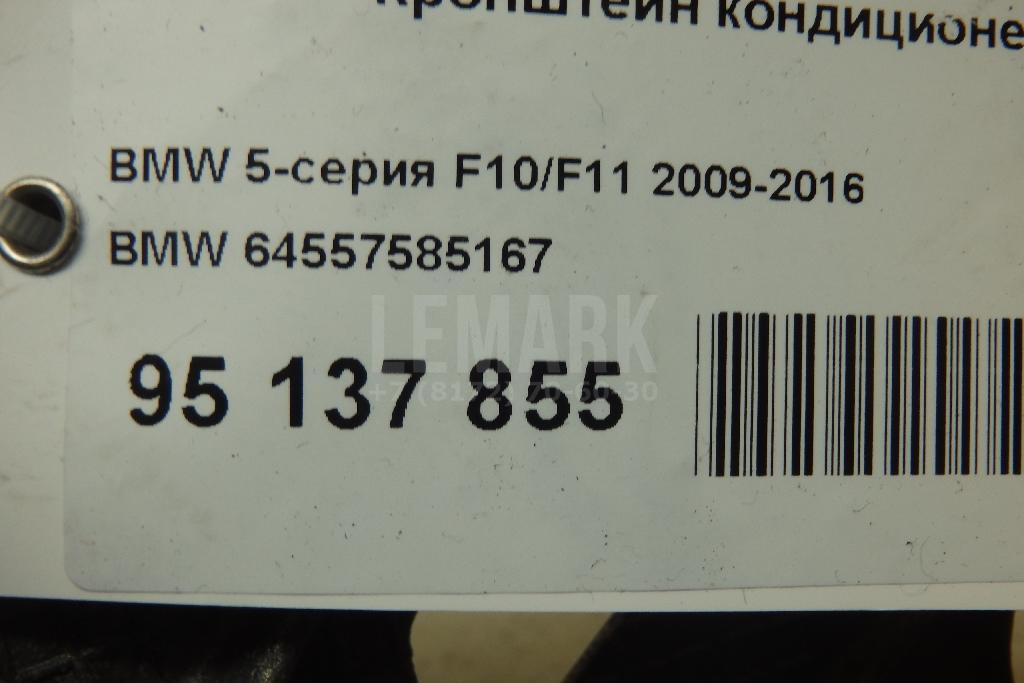 Кронштейн кондиционе
BMW 5-серия F10/F11 2009-2016
BMW 64557585167
LEMARK
95 137 855